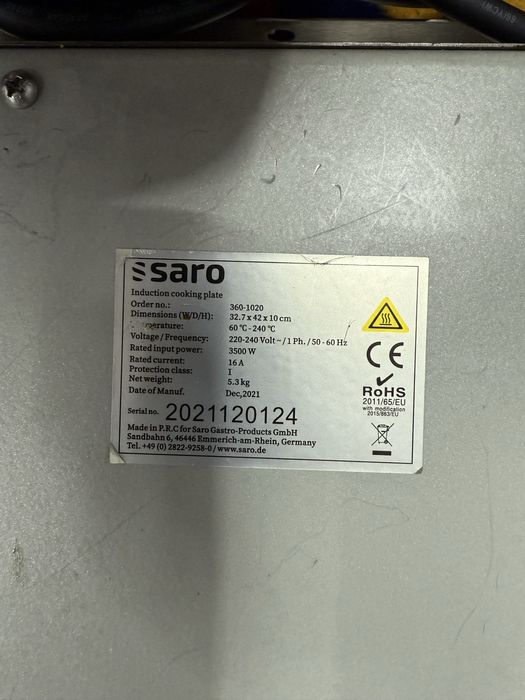 saro
Induction cooking plate
Order no.: 360-1020
Dimensions (W/D/H): 32.7 x 42 x 10 cm
erature: 60 °C - 240 °C
Voltage / Frequency: 220-240 Volt ~ / 1 Ph. / 50 - 60 Hz
Rated input power: 3500 W
Rated current: 16 A
Protection class: I
Net weight: 5.3 kg
Date of Manuf. Dec,2021
Serial no. 2021120124
Made in P.R.C for Saro Gastro-Products GmbH
Sandbahn 6, 46446 Emmerich-am-Rhein, Germany
Tel. +49 (0) 2822-9258-0 / www.saro.de
CE
RoHS
2011/65/EU
with modification
2015/863/EU